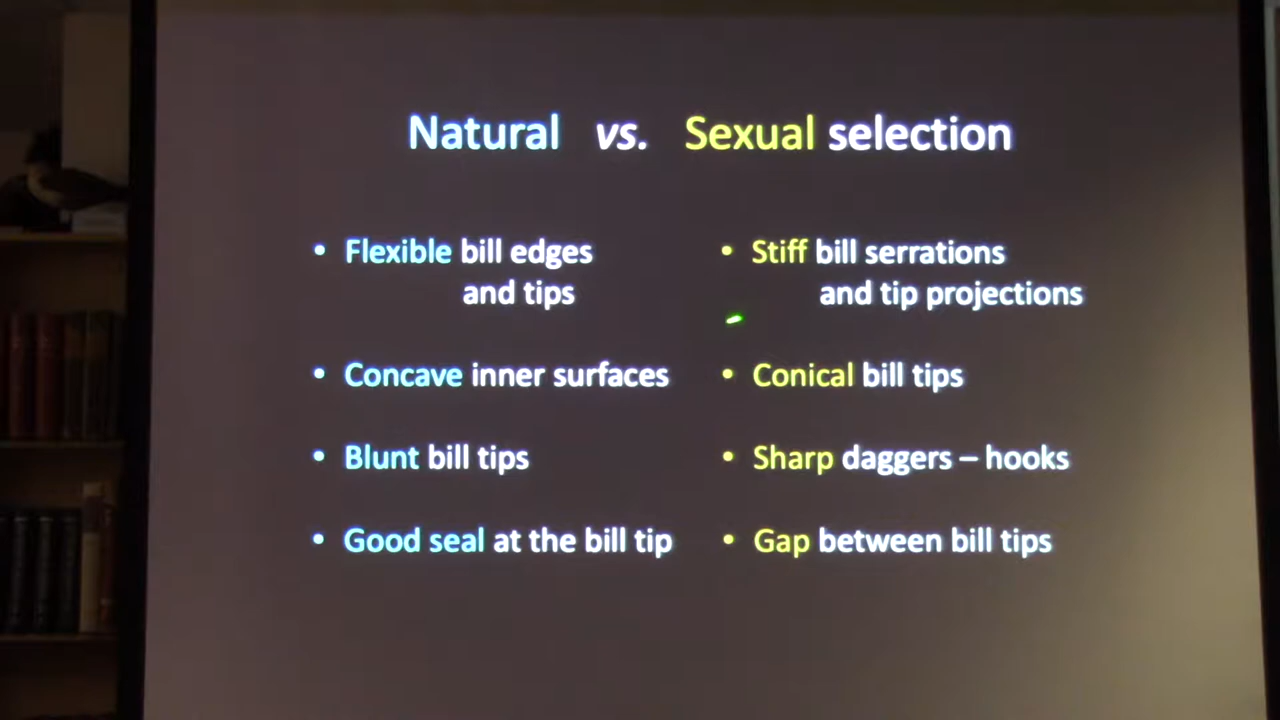 Natural vs. Sexual selection
• Flexible bill edges
and tips
• Concave inner surfaces
• Blunt bill tips
• Good seal at the bill tip
• Stiff bill serrations
and tip projections
• Conical bill tips
• Sharp daggers – hooks
• Gap between bill tips